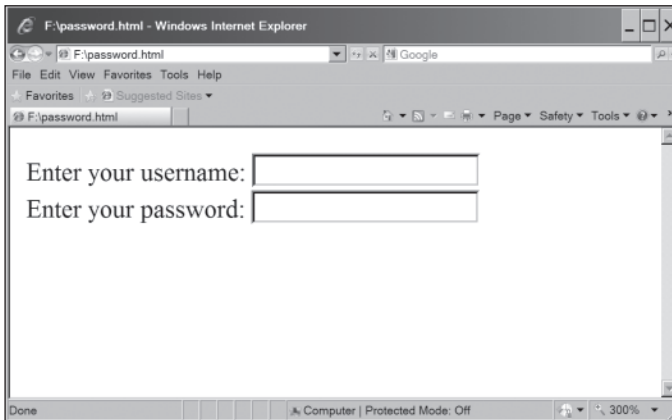 F:\password.html - Windows Internet Explorer
F:\password.html Google
File Edit View Favorites Tools Help
Favorites Suggested Sites
F:\password.html Page Safety Tools
Enter your username:
Enter your password:
Done Computer | Protected Mode: Off 300%